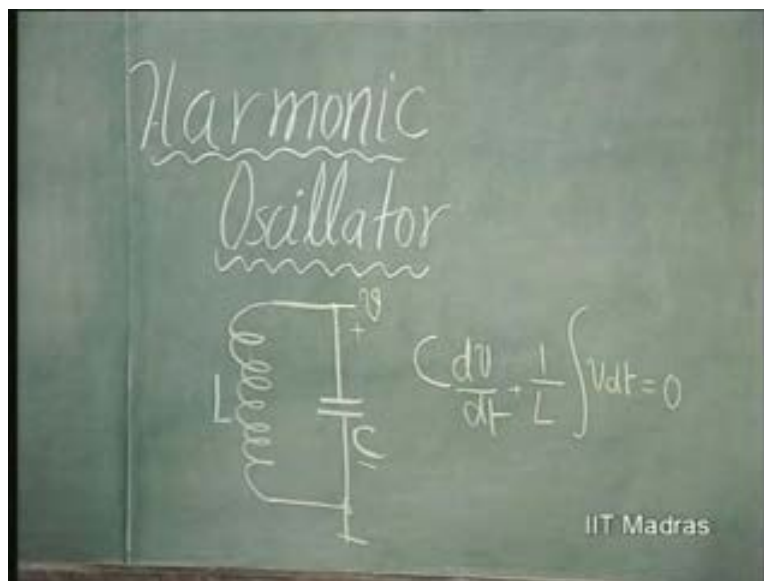 Harmonic
Oscillator
v
+
L
C
-
C dv/dt + 1/L ∫ v dt = 0
IIT Madras